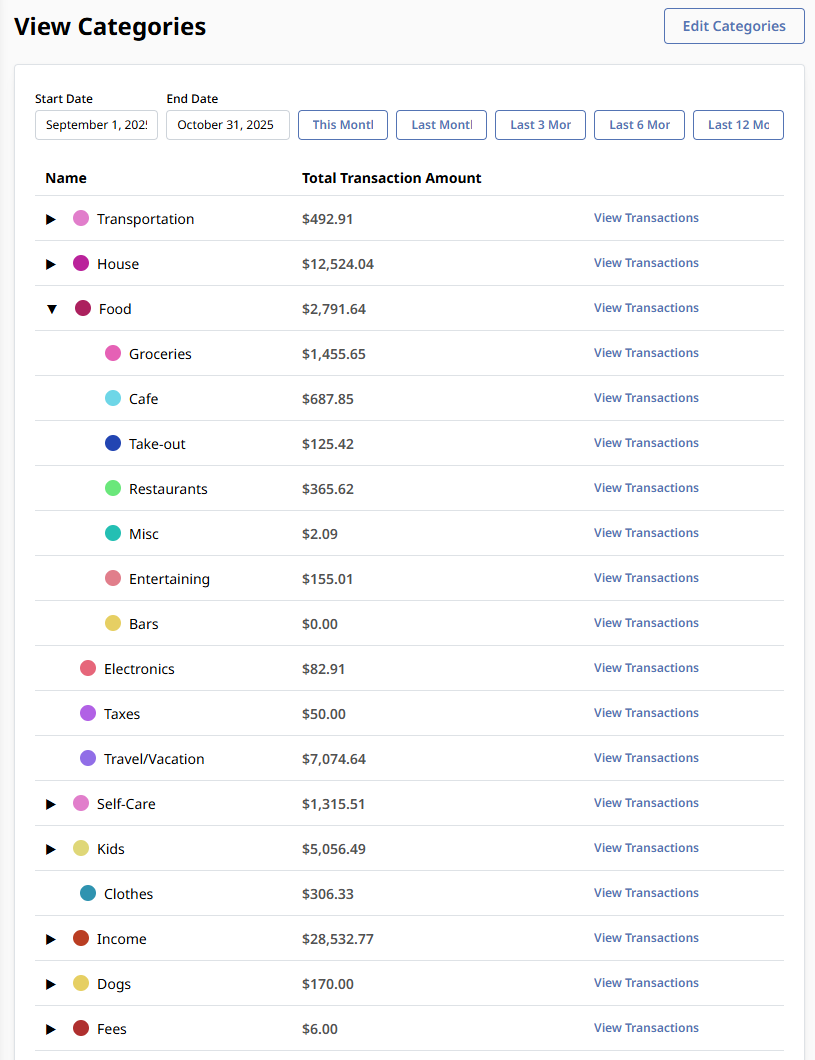 View Categories
Edit Categories
Start Date
End Date
September 1, 2025
October 31, 2025
This Month
Last Month
Last 3 Mor
Last 6 Mor
Last 12 Mo
Name
Total Transaction Amount
Transportation $492.91 View Transactions
House $12,524.04 View Transactions
Food $2,791.64 View Transactions
Groceries $1,455.65 View Transactions
Cafe $687.85 View Transactions
Take-out $125.42 View Transactions
Restaurants $365.62 View Transactions
Misc $2.09 View Transactions
Entertaining $155.01 View Transactions
Bars $0.00 View Transactions
Electronics $82.91 View Transactions
Taxes $50.00 View Transactions
Travel/Vacation $7,074.64 View Transactions
Self-Care $1,315.51 View Transactions
Kids $5,056.49 View Transactions
Clothes $306.33 View Transactions
Income $28,532.77 View Transactions
Dogs $170.00 View Transactions
Fees $6.00 View Transactions